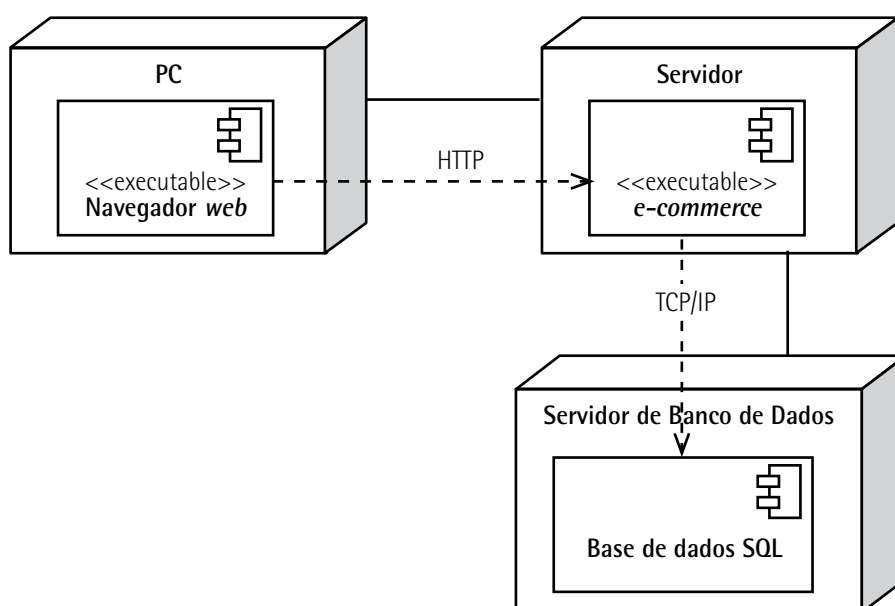 PC
<<executable>>
Navegador web
HTTP
Servidor
<<executable>>
e-commerce
TCP/IP
Servidor de Banco de Dados
Base de dados SQL